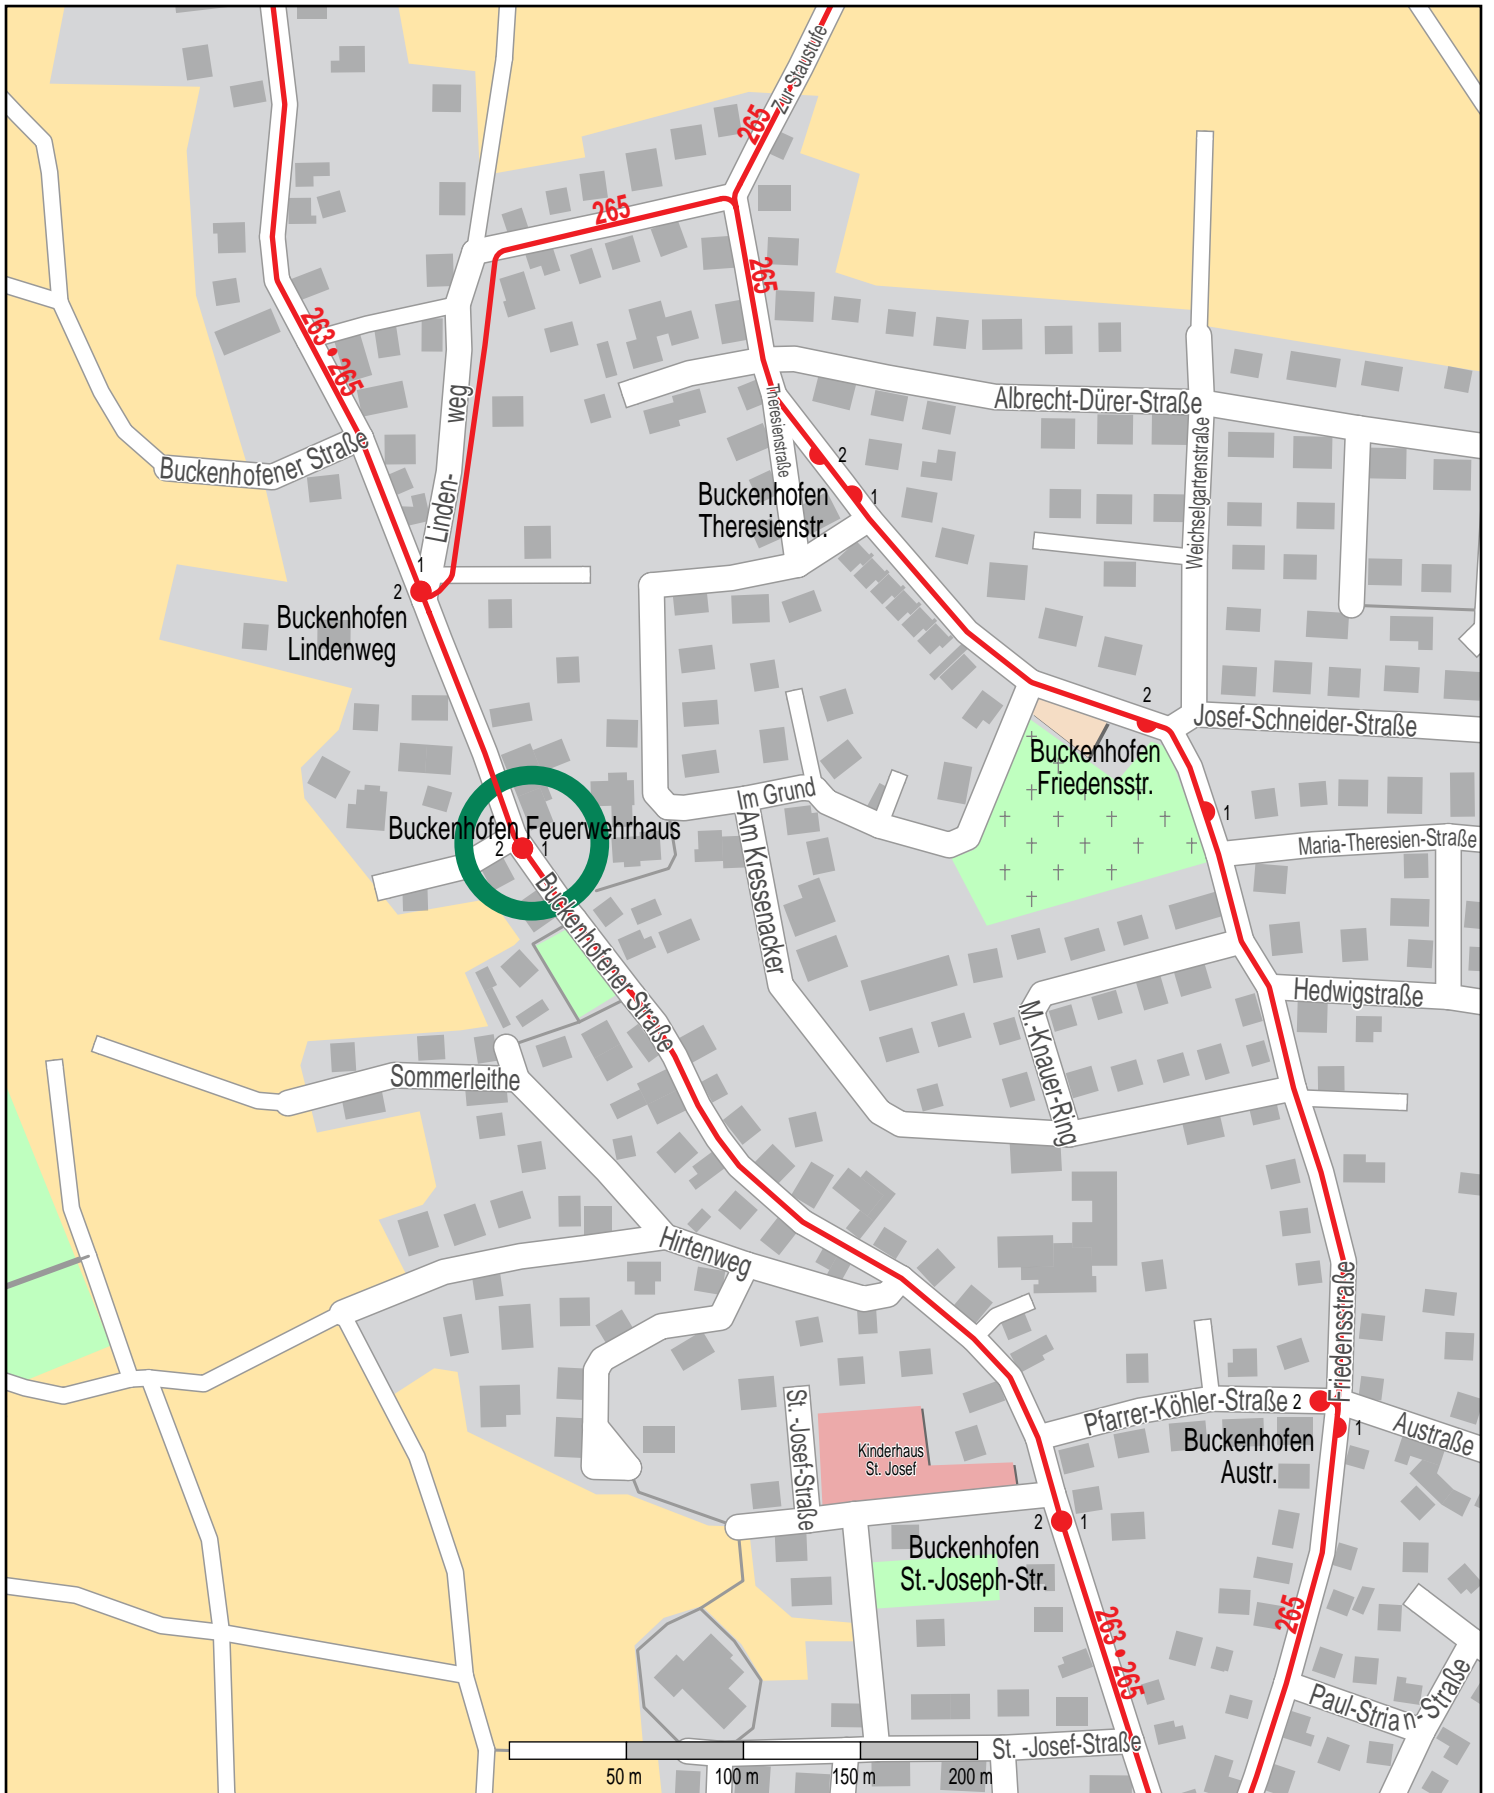 Zur Staustufe
265
265
265
263 • 265
Linden-
weg
Buckenhofener Straße
Albrecht-Dürer-Straße
Theresienstraße
Weichselgartenstraße
2
1
Buckenhofen
Theresienstr.
1
2
Buckenhofen
Lindenweg
2
Josef-Schneider-Straße
Buckenhofen
Friedensstr.
1
Im Grund
Maria-Theresien-Straße
Buckenhofen Feuerwehrhaus
2
1
Buckenhofener Straße
Am Kressenacker
Hedwigstraße
M.-Knauer-Ring
Sommerleithe
Hirtenweg
Friedensstraße
Pfarrer-Köhler-Straße
2
1
Austraße
Buckenhofen
Austr.
St. -Josef-Straße
Kinderhaus
St. Josef
2
1
Buckenhofen
St.-Joseph-Str.
263 • 265
265
Paul-Strian-Straße
St. -Josef-Straße
50 m
100 m
150 m
200 m